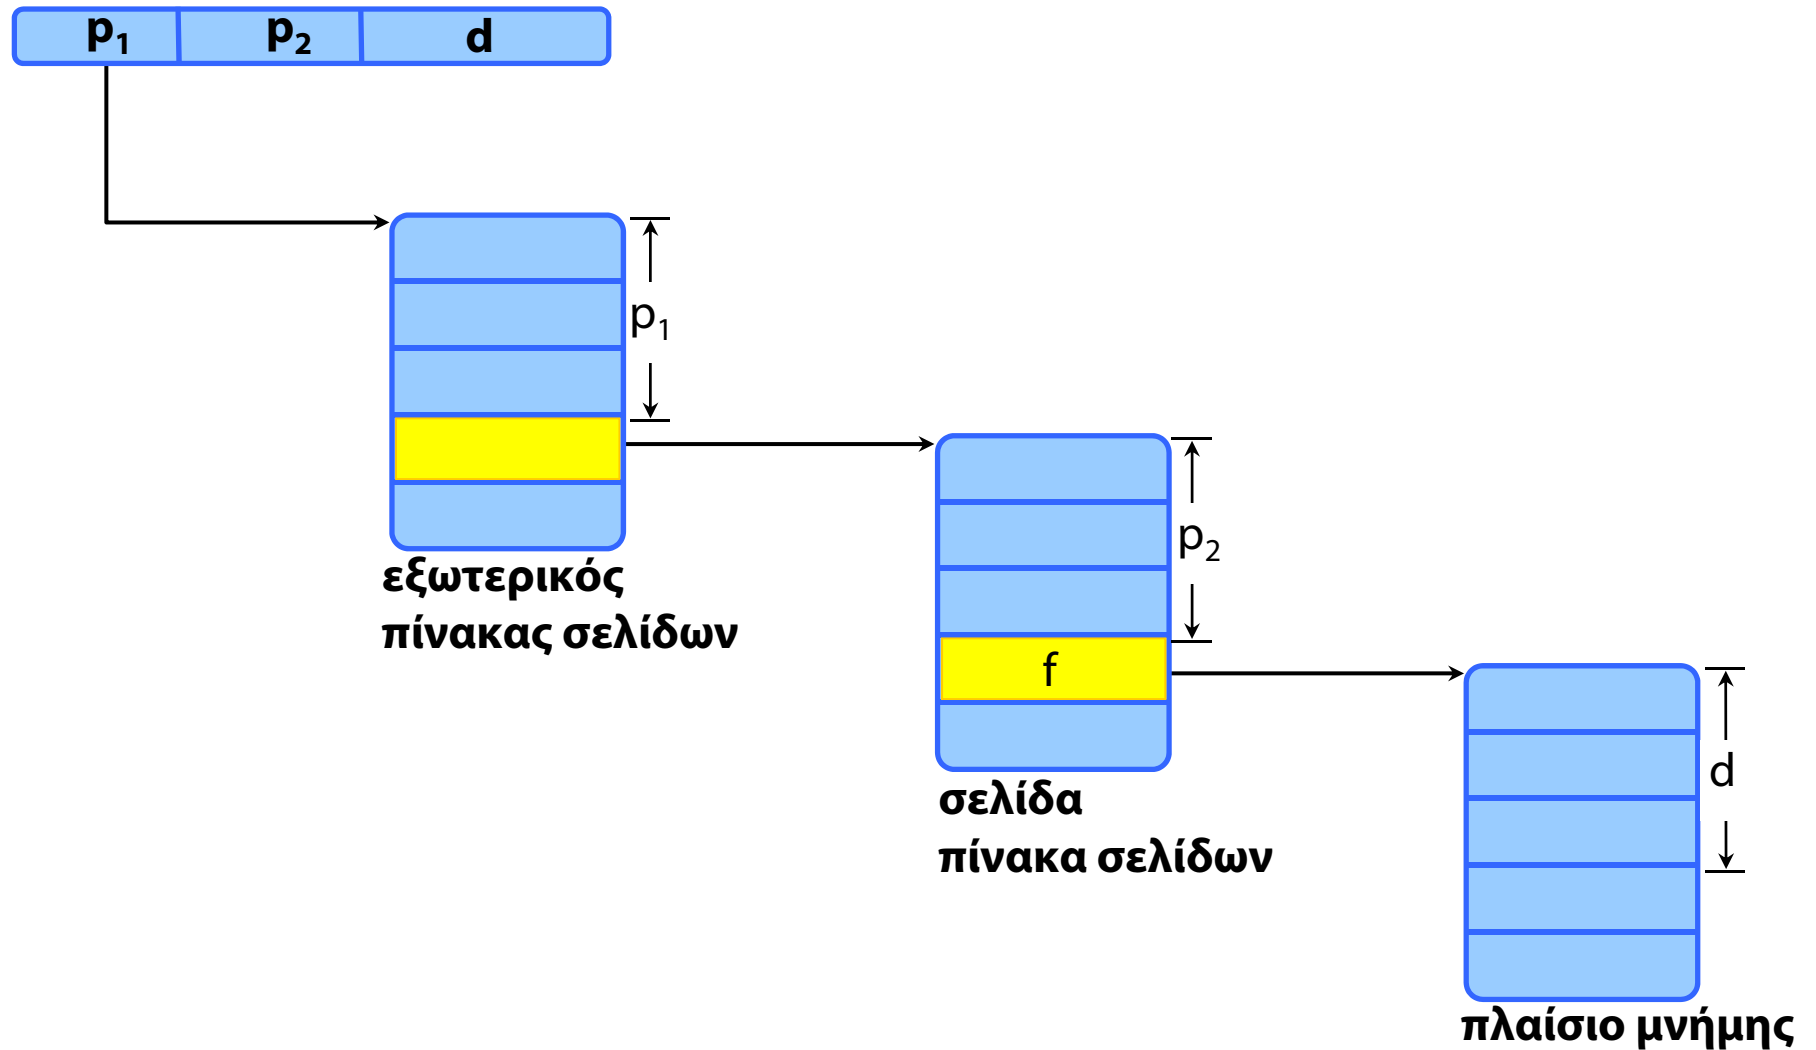 p₁ p₂ d
p₁
εξωτερικός
πίνακας σελίδων
p₂
f
σελίδα
πίνακα σελίδων
d
πλαίσιο μνήμης